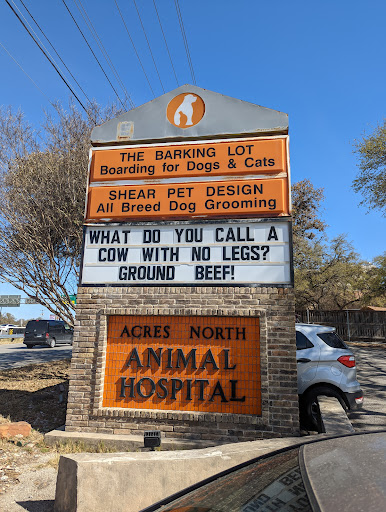 THE BARKING LOT
Boarding for Dogs & Cats
SHEAR PET DESIGN
All Breed Dog Grooming
WHAT DO YOU CALL A
COW WITH NO LEGS?
GROUND BEEF!
ACRES NORTH
ANIMAL
HOSPITAL